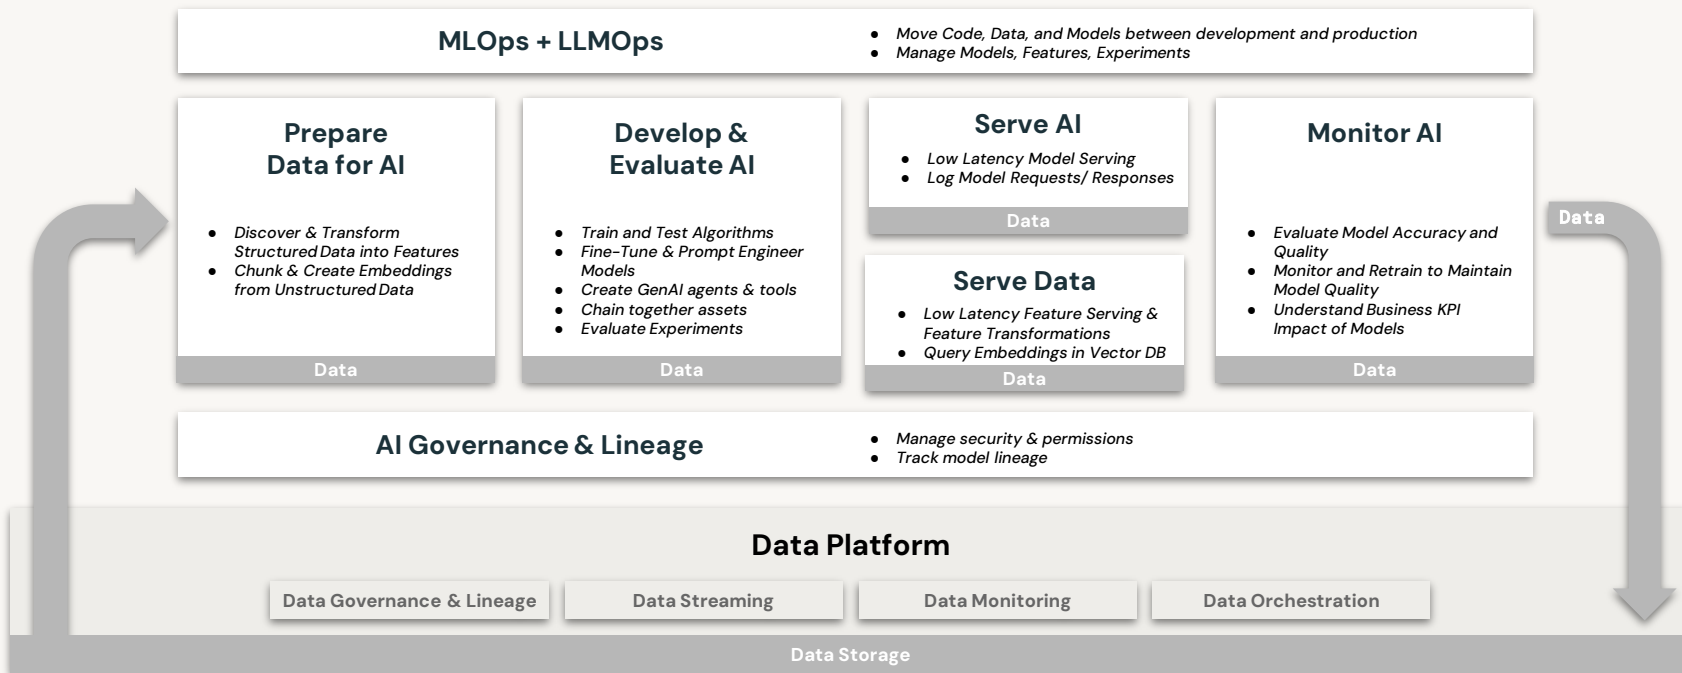 MLOps + LLMOps
● Move Code, Data, and Models between development and production
● Manage Models, Features, Experiments
Prepare
Data for AI
● Discover & Transform
Structured Data into Features
● Chunk & Create Embeddings
from Unstructured Data
Data
Develop &
Evaluate AI
● Train and Test Algorithms
● Fine-Tune & Prompt Engineer
Models
● Create GenAI agents & tools
● Chain together assets
● Evaluate Experiments
Data
Serve AI
● Low Latency Model Serving
● Log Model Requests/ Responses
Data
Serve Data
● Low Latency Feature Serving &
Feature Transformations
● Query Embeddings in Vector DB
Data
Monitor AI
● Evaluate Model Accuracy and
Quality
● Monitor and Retrain to Maintain
Model Quality
● Understand Business KPI
Impact of Models
Data
Data
AI Governance & Lineage
● Manage security & permissions
● Track model lineage
Data Platform
Data Governance & Lineage
Data Streaming
Data Monitoring
Data Orchestration
Data Storage